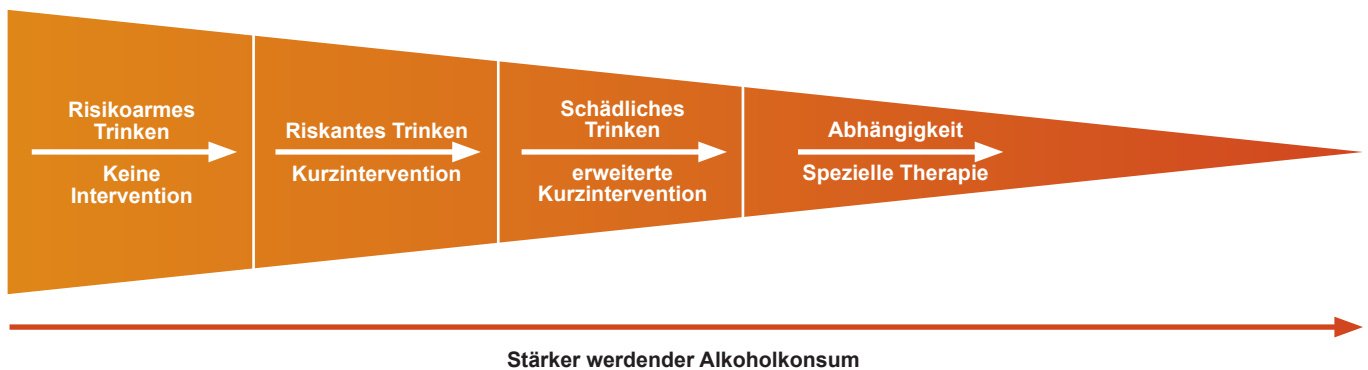 Risikoarmes
Trinken
Keine
Intervention
Riskantes Trinken
Kurzintervention
Schädliches
Trinken
erweiterte
Kurzintervention
Abhängigkeit
Spezielle Therapie
Stärker werdender Alkoholkonsum